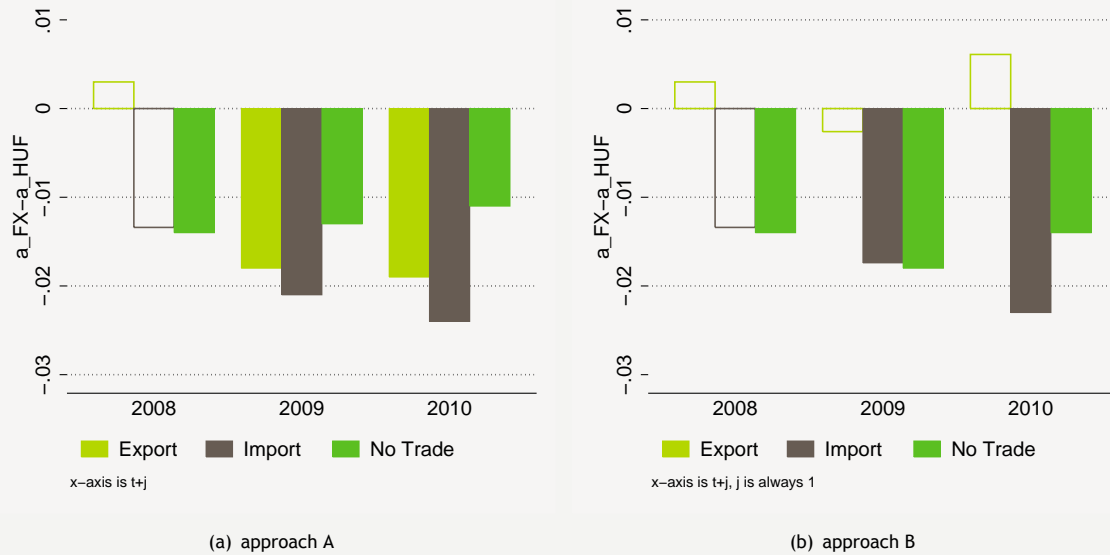 .01
0
−.01
−.02
−.03
a_FX−a_HUF
2008
2009
2010
Export
Import
No Trade
x−axis is t+j
(a) approach A
.01
0
−.01
−.02
−.03
a_FX−a_HUF
2008
2009
2010
Export
Import
No Trade
x−axis is t+j, j is always 1
(b) approach B